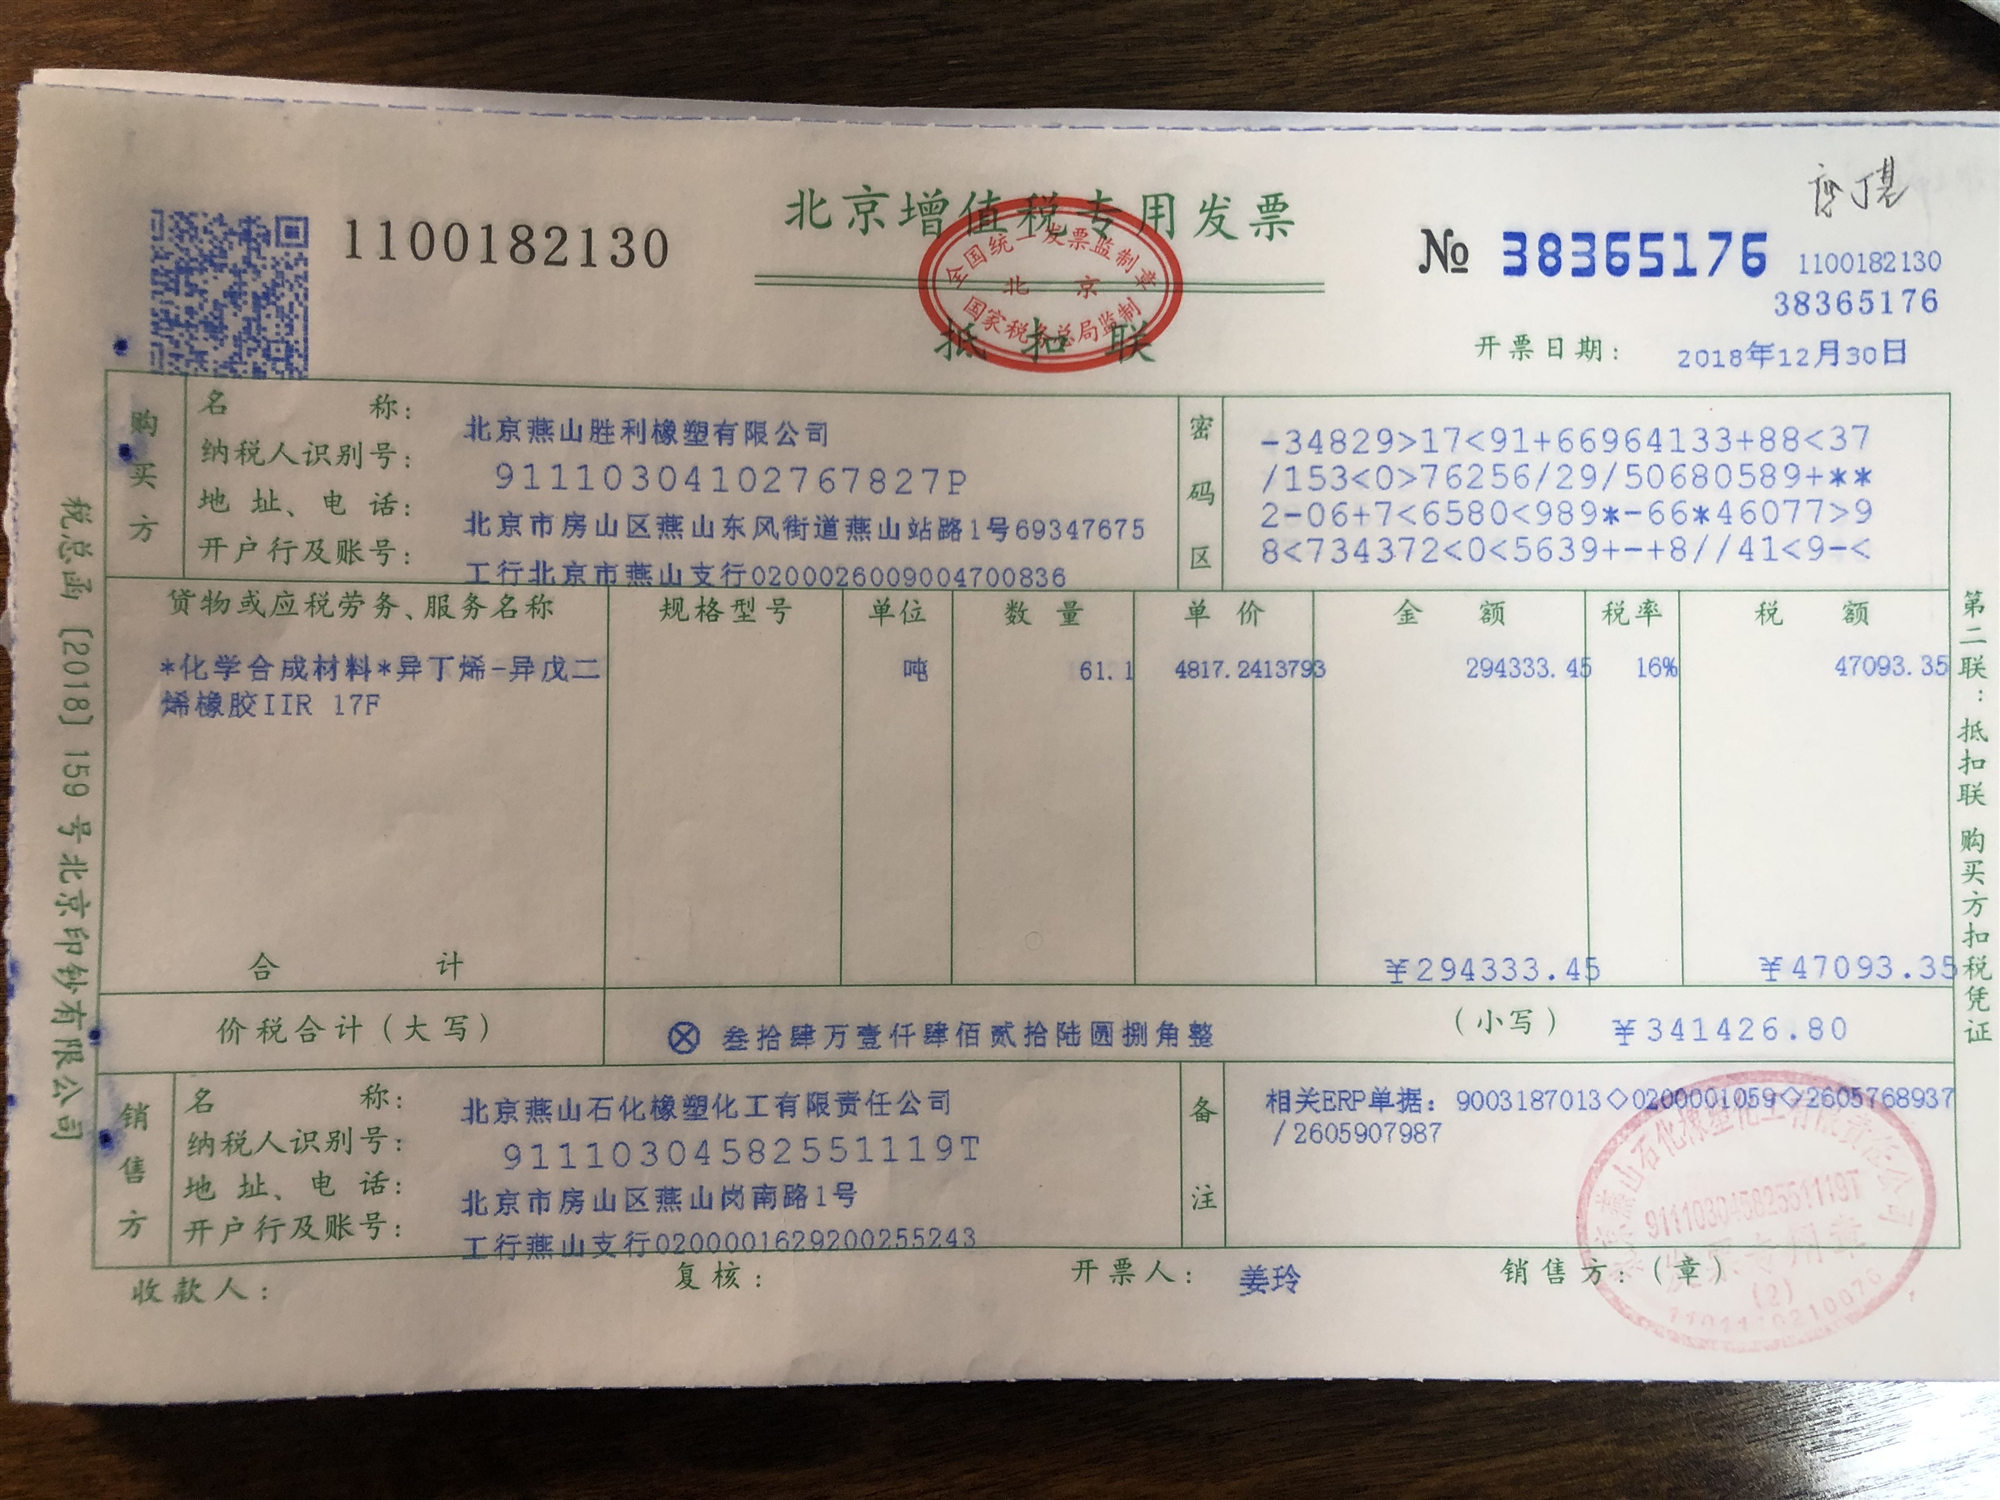 北京增值税专用发票
1100182130
№ 38365176
1100182130
38365176
全国统一发票监制章
北京
国家税务总局监制
抵扣联
开票日期： 2018年12月30日
购买方
名称： 北京燕山胜利橡塑有限公司
纳税人识别号： 91110304102767827P
地址、电话： 北京市房山区燕山东风街道燕山站路1号69347675
开户行及账号： 工行北京市燕山支行0200026009004700836
密码区
-34829>17<91+66964133+88<37
/153<0>76256/29/50680589+**
2-06+7<6580<989*-66*46077>9
8<734372<0<5639+-+8//41<9-<
货物或应税劳务、服务名称 规格型号 单位 数量 单价 金额 税率 税额
*化学合成材料*异丁烯-异戊二 吨 61.1 4817.2413793 294333.45 16% 47093.35
烯橡胶IIR 17F
合计 ¥294333.45 ¥47093.35
价税合计（大写） ⊗ 叁拾肆万壹仟肆佰贰拾陆圆捌角整 （小写） ¥341426.80
销售方
名称： 北京燕山石化橡塑化工有限责任公司
纳税人识别号： 91110304582551119T
地址、电话： 北京市房山区燕山岗南路1号
开户行及账号： 工行燕山支行0200001629200255243
备注
相关ERP单据：9003187013◇0200001059◇2605768937
/2605907987
收款人： 复核： 开票人： 姜玲 销售方：（章）
北京燕山石化橡塑化工有限责任公司
91110304582551119T
发票专用章
(2)
税总函〔2018〕159号北京印钞有限公司
第二联：抵扣联 购买方扣税凭证